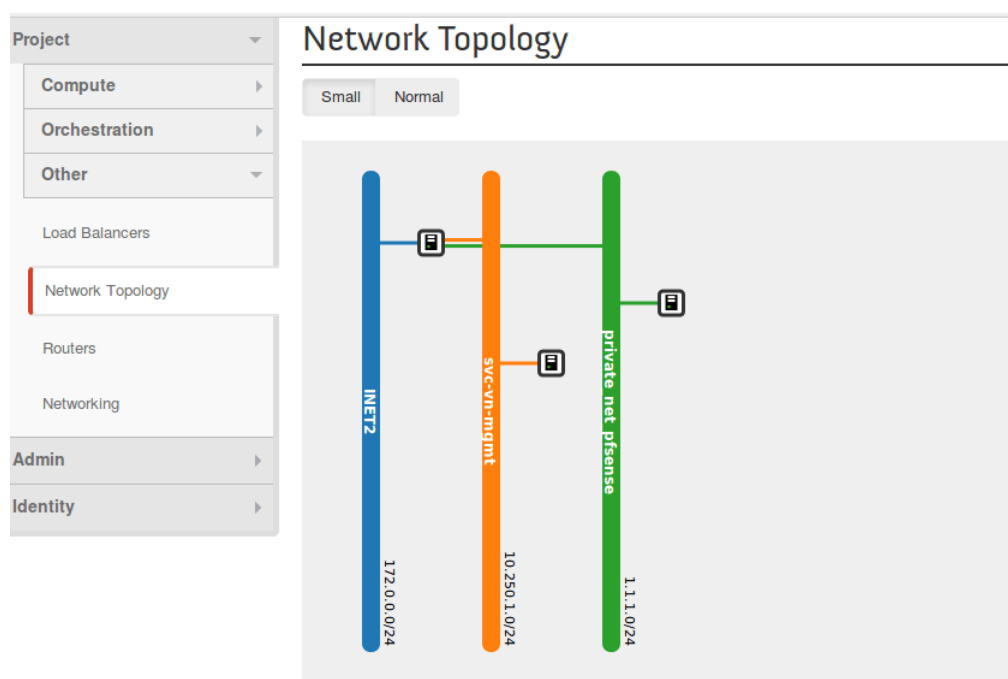 Project
Compute
Orchestration
Other
Load Balancers
Network Topology
Routers
Networking
Admin
Identity
Network Topology
Small Normal
INET2
172.0.0.0/24
svc-vn-mgmt
10.250.1.0/24
private_net_pfsense
1.1.1.0/24